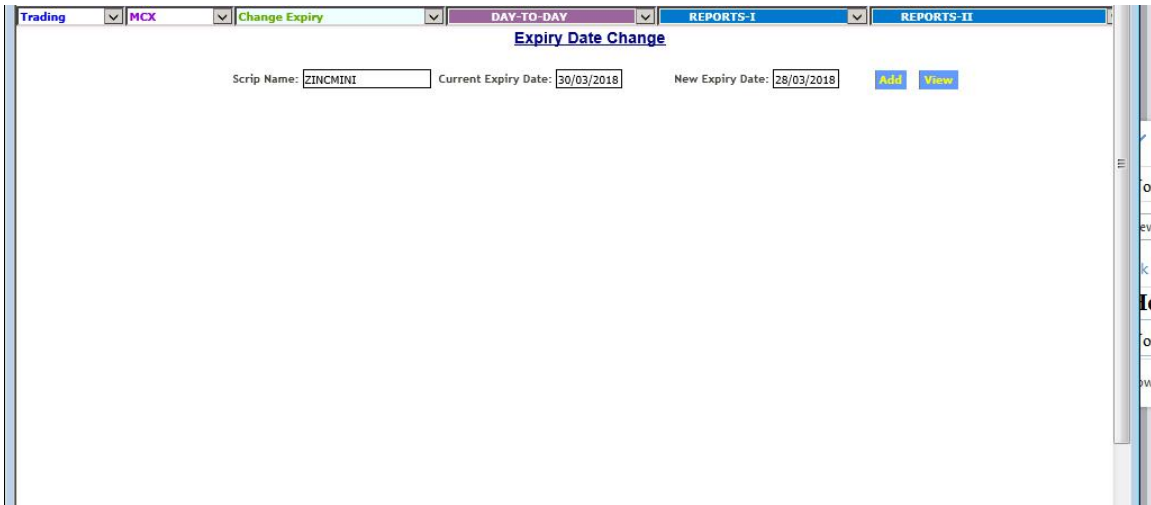 Trading MCX Change Expiry DAY-TO-DAY REPORTS-I REPORTS-II
Expiry Date Change
Scrip Name: ZINCMINI Current Expiry Date: 30/03/2018 New Expiry Date: 28/03/2018 Add View